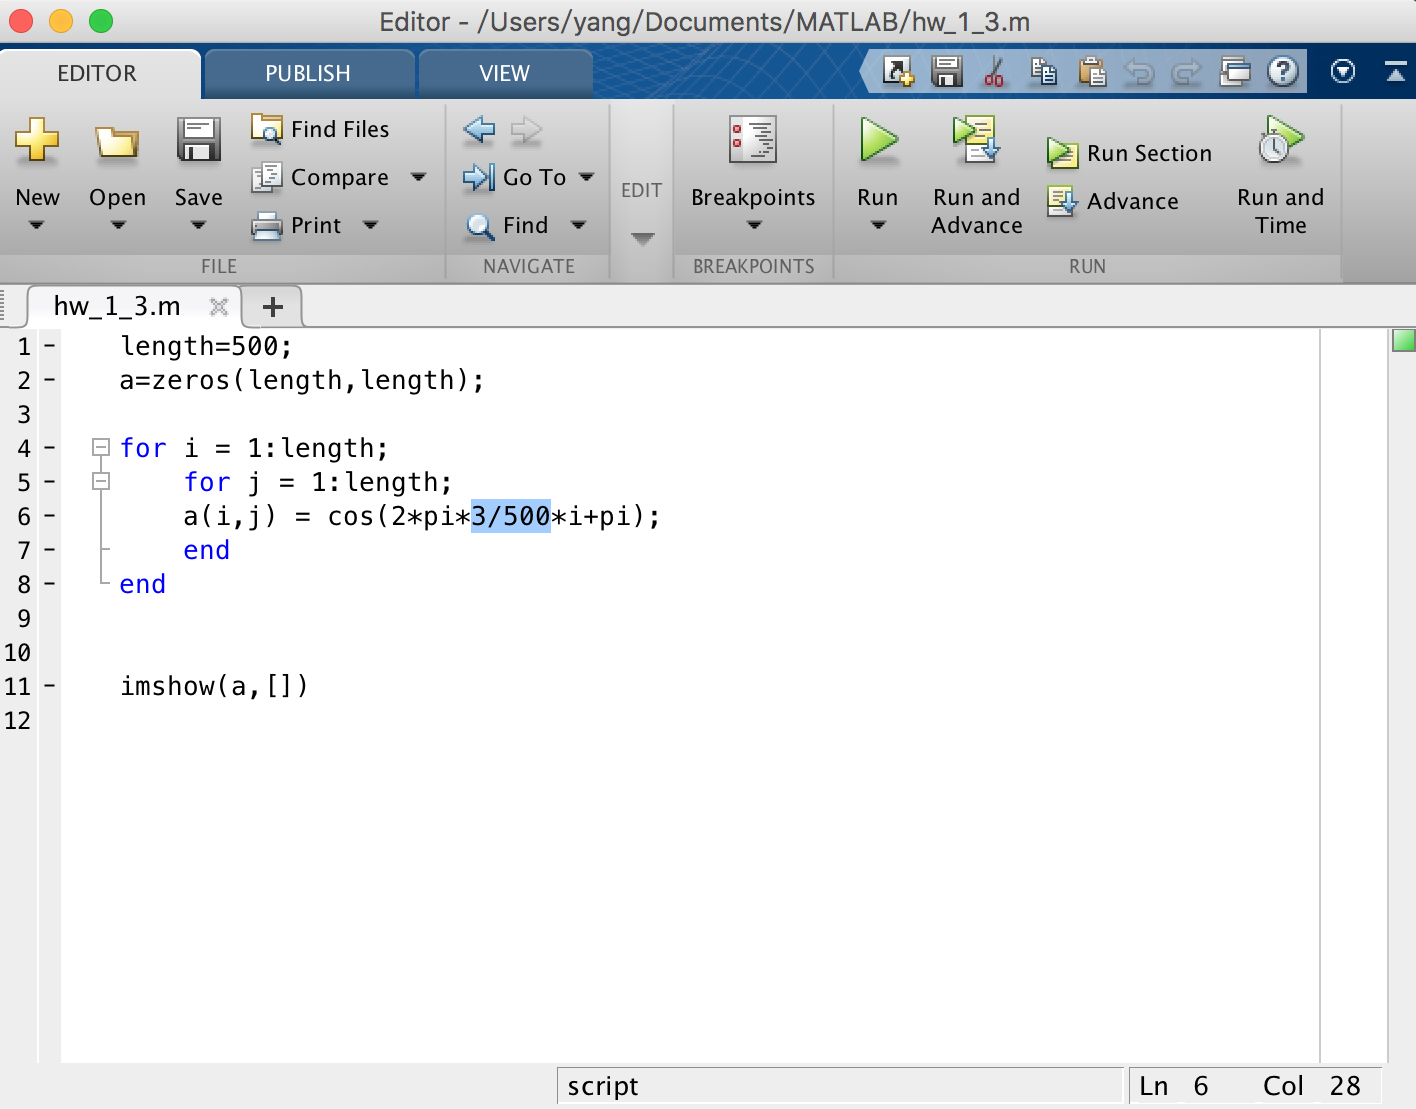 Editor - /Users/yang/Documents/MATLAB/hw_1_3.m
EDITOR PUBLISH VIEW
New
Open
Save
Find Files
Compare
Print
FILE
Go To
Find
NAVIGATE
EDIT
Breakpoints
BREAKPOINTS
Run
Run and
Advance
Run Section
Advance
Run and
Time
RUN
hw_1_3.m
1 length=500;
2 a=zeros(length,length);
3
4 for i = 1:length;
5 for j = 1:length;
6 a(i,j) = cos(2*pi*3/500*i+pi);
7 end
8 end
9
10
11 imshow(a,[])
12
script Ln 6 Col 28